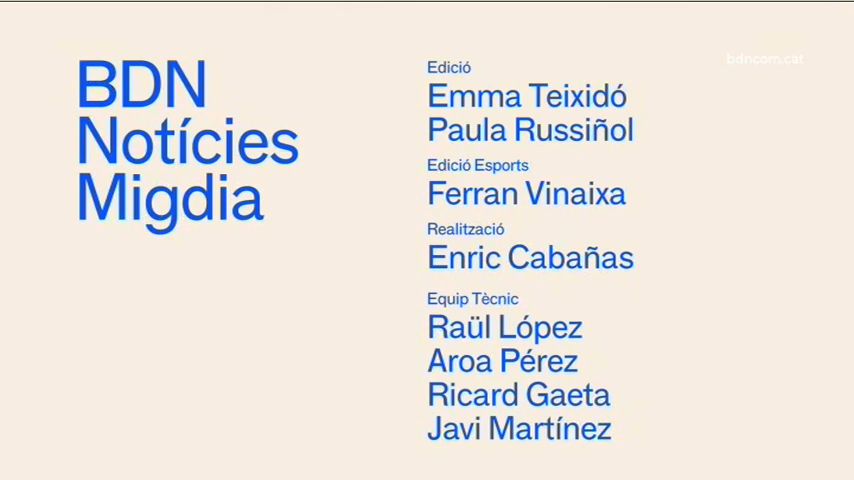 BDN
Notícies
Migdia
bdncom.cat
Edició
Emma Teixidó
Paula Russiñol
Edició Esports
Ferran Vinaixa
Realització
Enric Cabañas
Equip Tècnic
Raül López
Aroa Pérez
Ricard Gaeta
Javi Martínez